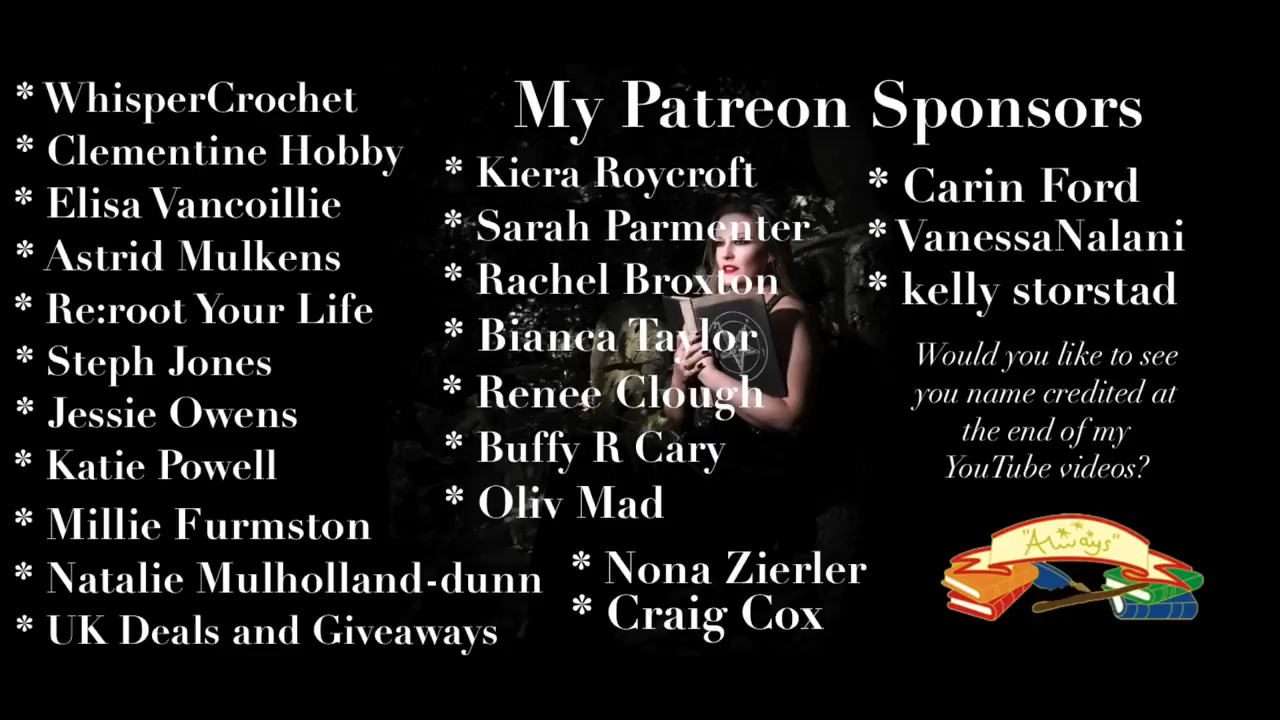 My Patreon Sponsors
* WhisperCrochet
* Clementine Hobby
* Elisa Vancoillie
* Astrid Mulkens
* Re:root Your Life
* Steph Jones
* Jessie Owens
* Katie Powell
* Millie Furmston
* Natalie Mulholland-dunn
* UK Deals and Giveaways
* Kiera Roycroft
* Sarah Parmenter
* Rachel Broxton
* Bianca Taylor
* Renee Clough
* Buffy R Cary
* Oliv Mad
* Nona Zierler
* Craig Cox
* Carin Ford
* VanessaNalani
* kelly storstad
Would you like to see
you name credited at
the end of my
YouTube videos?
"Always"